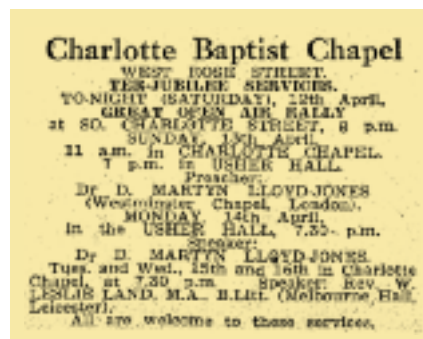 Charlotte Baptist Chapel
WEST ROSE STREET.
TER-JUBILEE SERVICES.
TO-NIGHT (SATURDAY), 12th April,
GREAT OPEN AIR RALLY
at SO. CHARLOTTE STREET, 8 p.m.
SUNDAY, 13th April,
11 a.m. in CHARLOTTE CHAPEL.
7 p.m. in USHER HALL.
Preacher:
Dr D. MARTYN LLOYD-JONES
(Westminster Chapel, London).
MONDAY, 14th April,
in the USHER HALL, 7.30 p.m.
Speaker:
Dr D. MARTYN LLOYD-JONES.
Tues. and Wed., 15th and 16th in Charlotte
Chapel, at 7.30 p.m. Speaker: Rev. W.
LESLIE LAND, M.A., B.Litt. (Melbourne Hall,
Leicester).
All are welcome to these services.